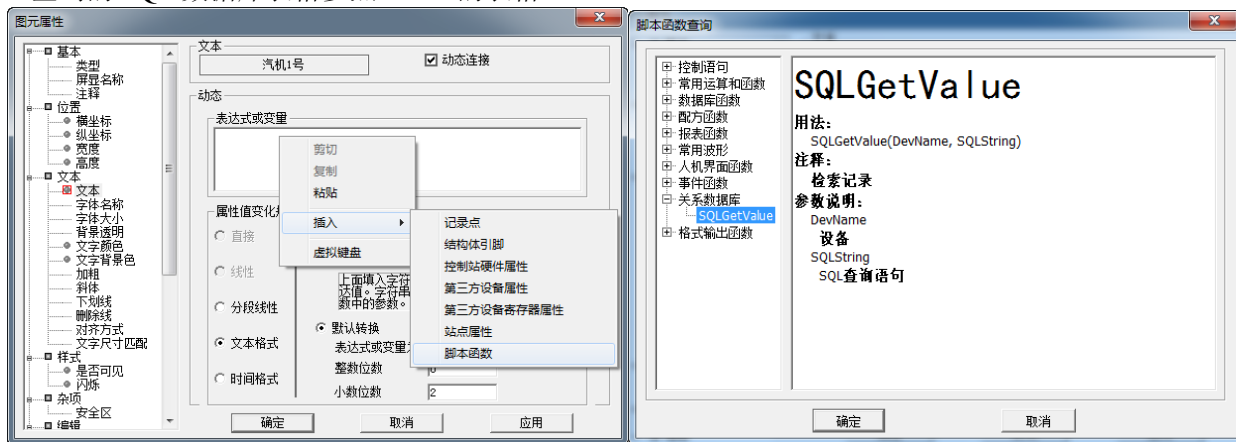 图元属性
基本
类型
屏显名称
注释
位置
横坐标
纵坐标
宽度
高度
文本
文本
字体名称
字体大小
背景透明
文字颜色
文字背景色
加粗
斜体
下划线
删除线
对齐方式
文字尺寸匹配
样式
是否可见
闪烁
杂项
安全区
编辑
文本
汽机1号
动态连接
动态
表达式或变量
剪切
复制
粘贴
插入
虚拟键盘
记录点
结构体引脚
控制站硬件属性
第三方设备属性
第三方设备寄存器属性
站点属性
脚本函数
属性值变化
直接
线性
分段线性
文本格式
时间格式
上面填入字符
达值。字符串
数中的参数。
默认转换
表达式或变量
整数位数
小数位数 2
确定 取消 应用
脚本函数查询
控制语句
常用运算和函数
数据库函数
配方函数
报表函数
常用波形
人机界面函数
事件函数
关系数据库
SQLGetValue
格式输出函数
SQLGetValue
用法:
SQLGetValue(DevName, SQLString)
注释:
检索记录
参数说明:
DevName
设备
SQLString
SQL查询语句
确定 取消